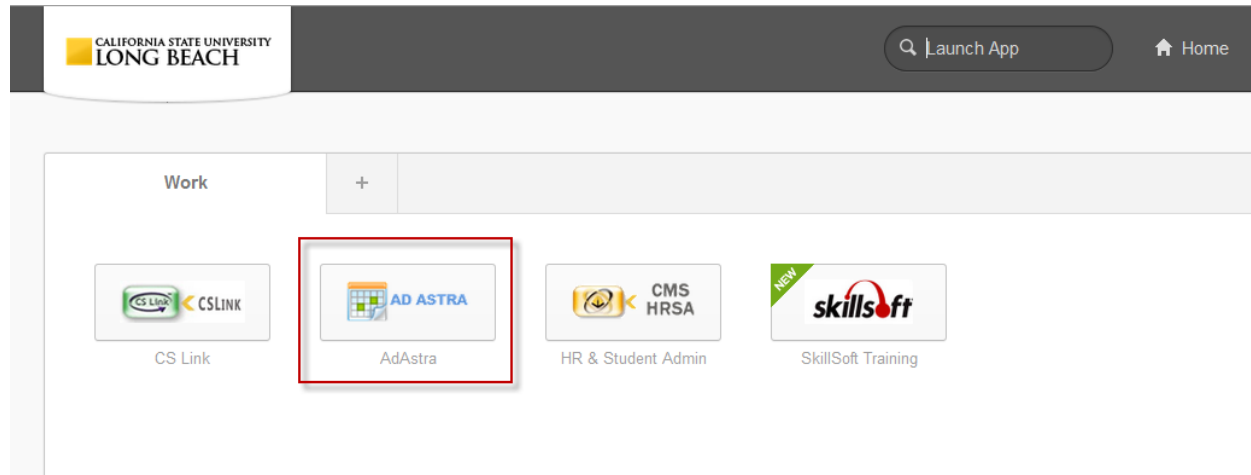 CALIFORNIA STATE UNIVERSITY
LONG BEACH
Launch App
Home
Work
+
CS Link CSLINK
AD ASTRA
CMS
HRSA
NEW
skillsoft
CS Link
AdAstra
HR & Student Admin
SkillSoft Training